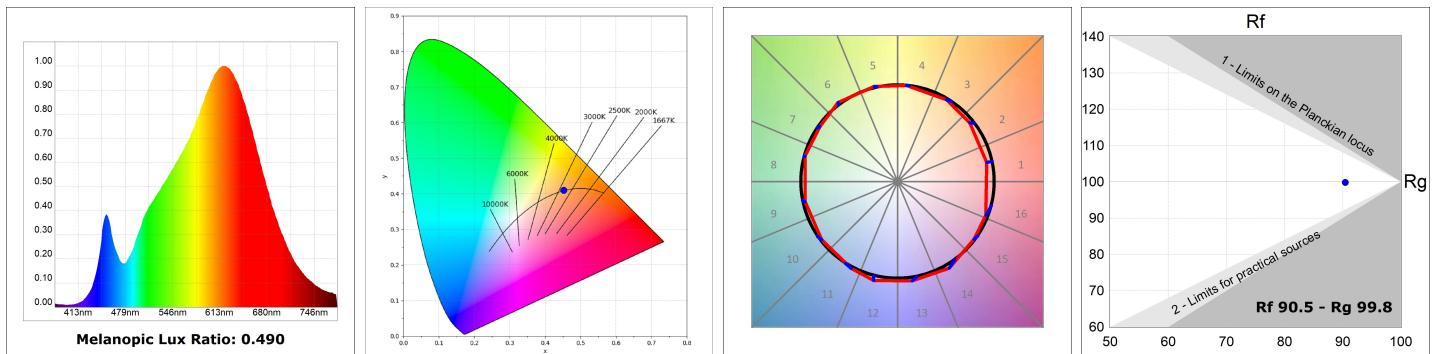 1.00
0.90
0.80
0.70
0.60
0.50
0.40
0.30
0.20
0.10
0.00
413nm 479nm 546nm 613nm 680nm 746nm
Melanopic Lux Ratio: 0.490
0.9
0.8
0.7
0.6
0.5
0.4
0.3
0.2
0.1
0.0
y
0.0 0.1 0.2 0.3 0.4 0.5 0.6 0.7 0.8
x
10000K
6000K
4000K
3000K
2500K
2000K
1667K
1
2
3
4
5
6
7
8
9
10
11
12
13
14
15
16
Rf
140
130
120
110
100
90
80
70
60
50 60 70 80 90 100
Rg
1 - Limits on the Planckian locus
2 - Limits for practical sources
Rf 90.5 - Rg 99.8